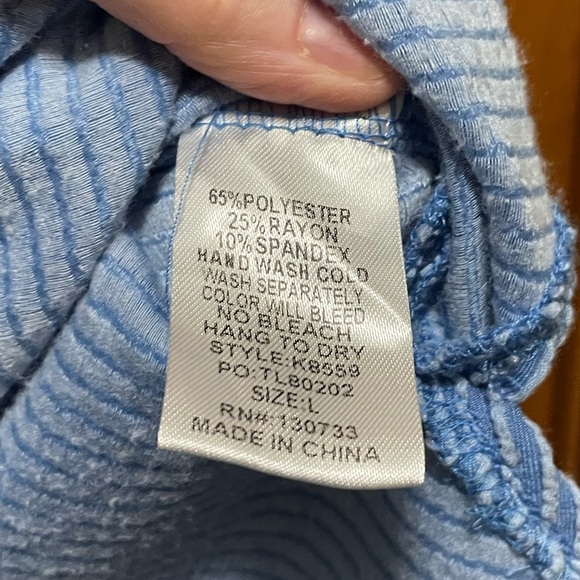 65%POLYESTER
25%RAYON
10%SPANDEX
HAND WASH COLD
WASH SEPARATELY
COLOR WILL BLEED
NO BLEACH
HANG TO DRY
STYLE:K8559
PO:TL80202
SIZE:L
RN#:130733
MADE IN CHINA